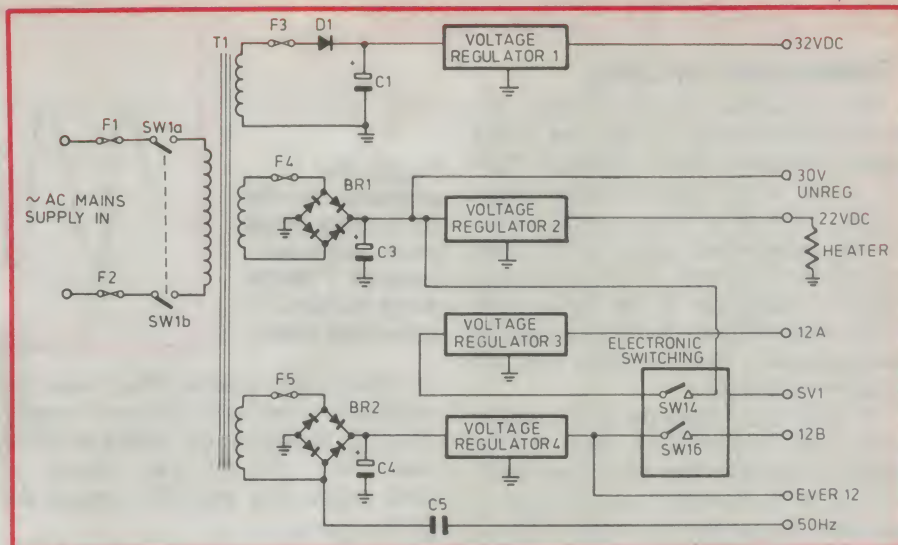 T1
F3
D1
VOLTAGE
REGULATOR 1
32VDC
C1
F1
SW1a
~ AC MAINS
SUPPLY IN
F2
SW1b
F4
BR1
30V
UNREG
VOLTAGE
REGULATOR 2
22VDC
C3
HEATER
VOLTAGE
REGULATOR 3
12A
ELECTRONIC
SWITCHING
F5
SW14
SV1
BR2
VOLTAGE
REGULATOR 4
SW16
12B
C4
EVER 12
C5
50Hz